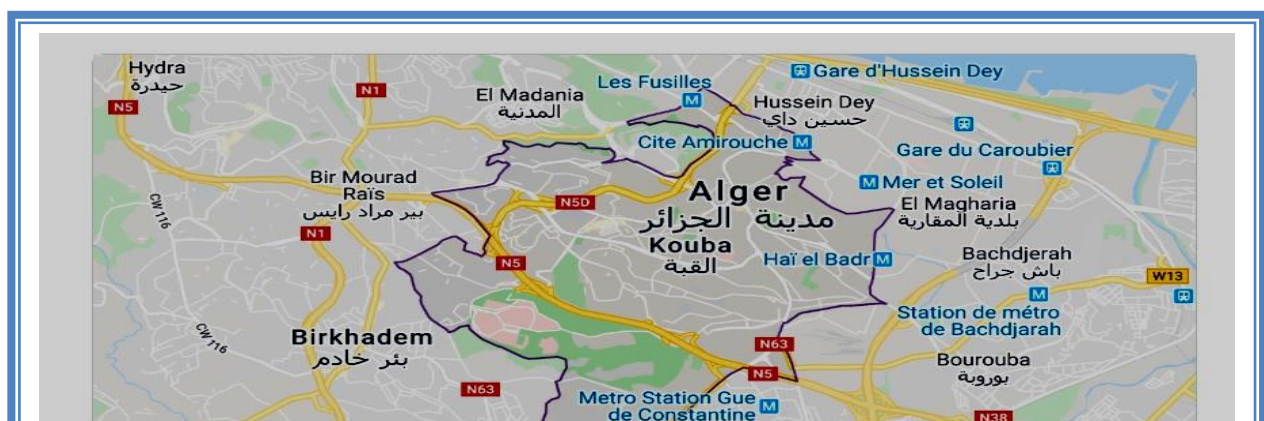 Hydra
حيدرة
N5
N1
El Madania
المدنية
Les Fusilles
Gare d'Hussein Dey
Hussein Dey
حسين داي
Cite Amirouche
Gare du Caroubier
Bir Mourad
Raïs
بير مراد رايس
CW116
N1
N5D
Alger
مدينة الجزائر
Kouba
القبة
Mer et Soleil
El Magharia
بلدية المقارية
Haï el Badr
Bachdjerah
باش جراح
N5
W13
Station de métro
de Bachdjarah
Birkhadem
بئر خادم
CW116
N63
N5
Bourouba
بوروبة
N63
Metro Station Gue
de Constantine
N38